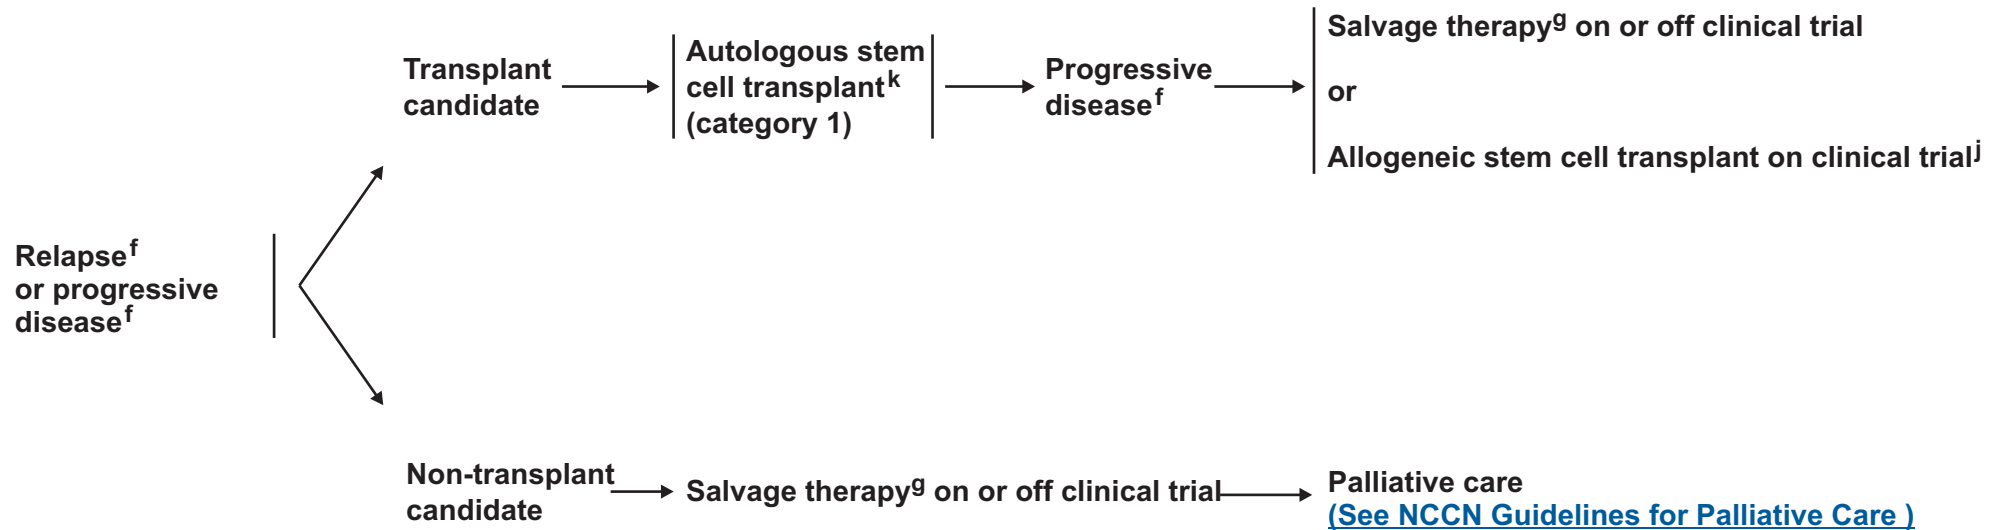 Relapseᶠ
or progressive
diseaseᶠ
Transplant
candidate
Autologous stem
cell transplantᵏ
(category 1)
Progressive
diseaseᶠ
Salvage therapyᵍ on or off clinical trial
or
Allogeneic stem cell transplant on clinical trialʲ
Non-transplant
candidate
Salvage therapyᵍ on or off clinical trial
Palliative care
(See NCCN Guidelines for Palliative Care )